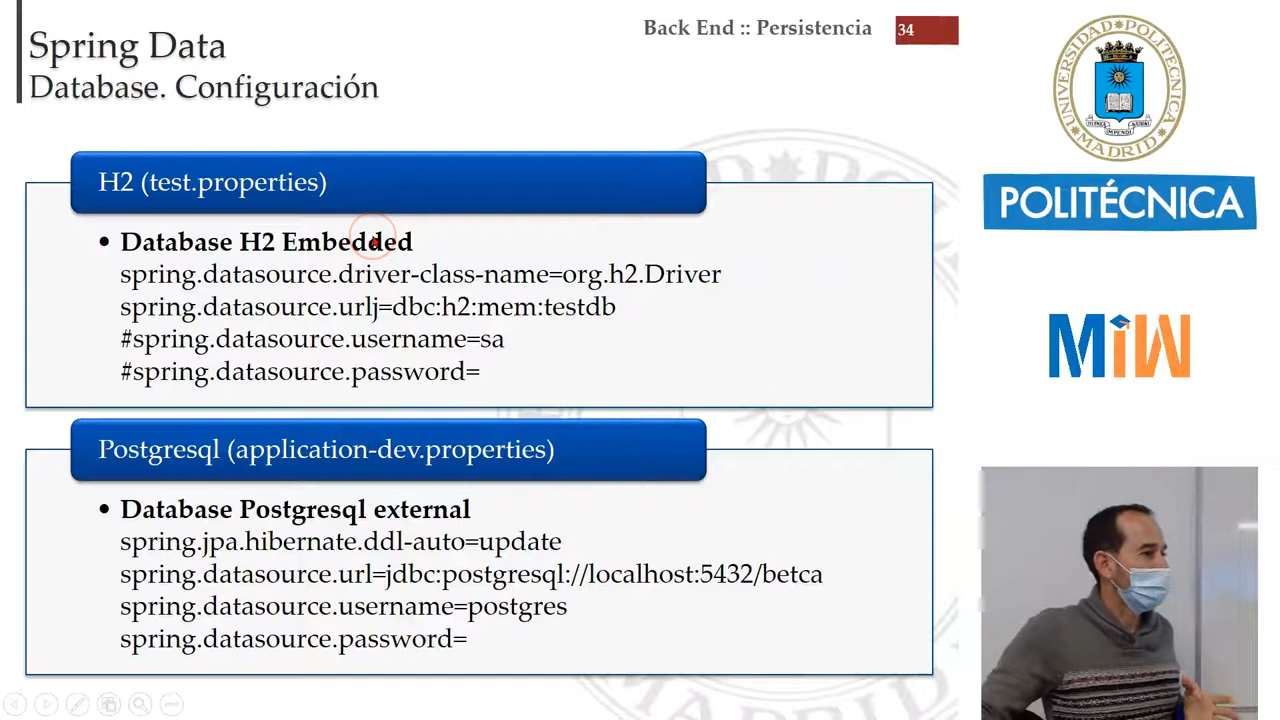 Spring Data
Database. Configuración
Back End :: Persistencia
34
H2 (test.properties)
• Database H2 Embedded
spring.datasource.driver-class-name=org.h2.Driver
spring.datasource.urlj=dbc:h2:mem:testdb
#spring.datasource.username=sa
#spring.datasource.password=
Postgresql (application-dev.properties)
• Database Postgresql external
spring.jpa.hibernate.ddl-auto=update
spring.datasource.url=jdbc:postgresql://localhost:5432/betca
spring.datasource.username=postgres
spring.datasource.password=
UNIVERSIDAD POLITECNICA
MADRID
POLITÉCNICA
MiW